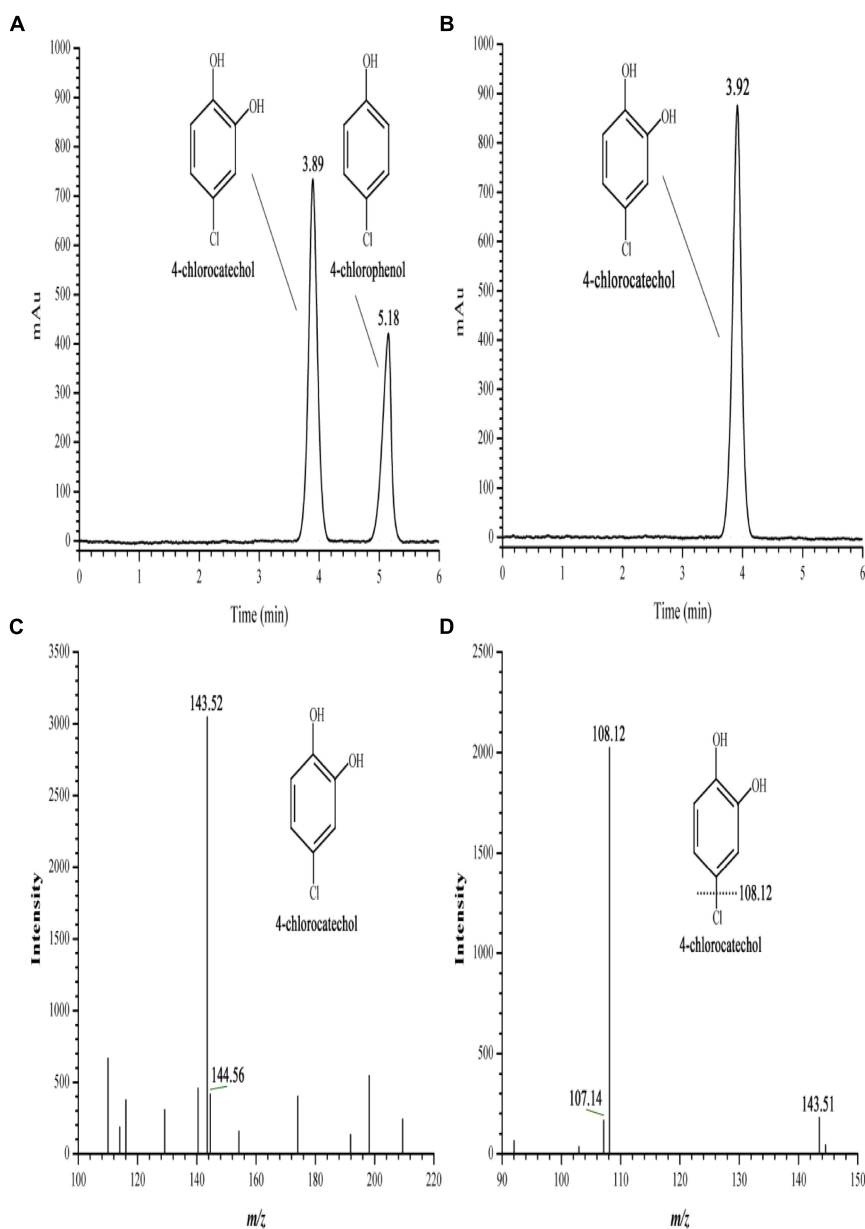 A
1000
900
800
700
600
500
400
300
200
100
0
mAu
OH
OH
Cl
4-chlorocatechol
3.89
OH
Cl
4-chlorophenol
5.18
0 1 2 3 4 5 6
Time (min)
B
1000
900
800
700
600
500
400
300
200
100
0
mAu
OH
OH
Cl
4-chlorocatechol
3.92
0 1 2 3 4 5 6
Time (min)
C
3500
3000
2500
2000
1500
1000
500
0
Intensity
143.52
144.56
OH
OH
Cl
4-chlorocatechol
100 120 140 160 180 200 220
m/z
D
2500
2000
1500
1000
500
0
Intensity
108.12
107.14
143.51
OH
OH
108.12
Cl
4-chlorocatechol
90 100 110 120 130 140 150
m/z